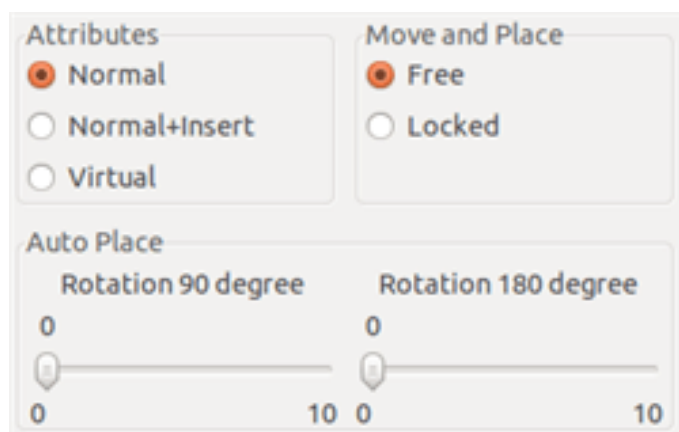 Attributes
Normal
Normal+Insert
Virtual
Move and Place
Free
Locked
Auto Place
Rotation 90 degree
0
0 10
Rotation 180 degree
0
0 10